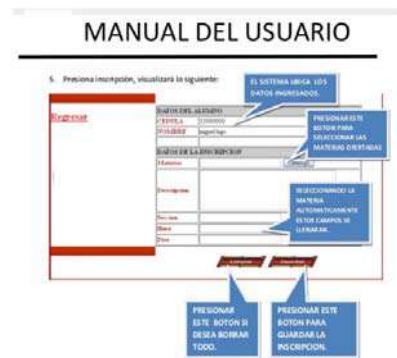 MANUAL DEL USUARIO
5. Presiona inscripción, visualizará lo siguiente:
EL SISTEMA UBICA LOS
DATOS INGRESADOS.
Regresar
DATOS DEL ALUMNO
CEDULA
NOMBRE
PRESIONAR ESTE
BOTON PARA
SELECCIONAR LAS
MATERIAS OFERTADAS
DATOS DE LA INSCRIPCION
Materia
Descripcion
SELECCIONANDO LA
MATERIA
AUTOMATICAMENTE
ESTOS CAMPOS SE
LLENARAN.
Seccion
Hora
PRESIONAR
ESTE BOTON SI
DESEA BORRAR
TODO.
PRESIONAR ESTE
BOTON PARA
GUARDAR LA
INSCRIPCION.